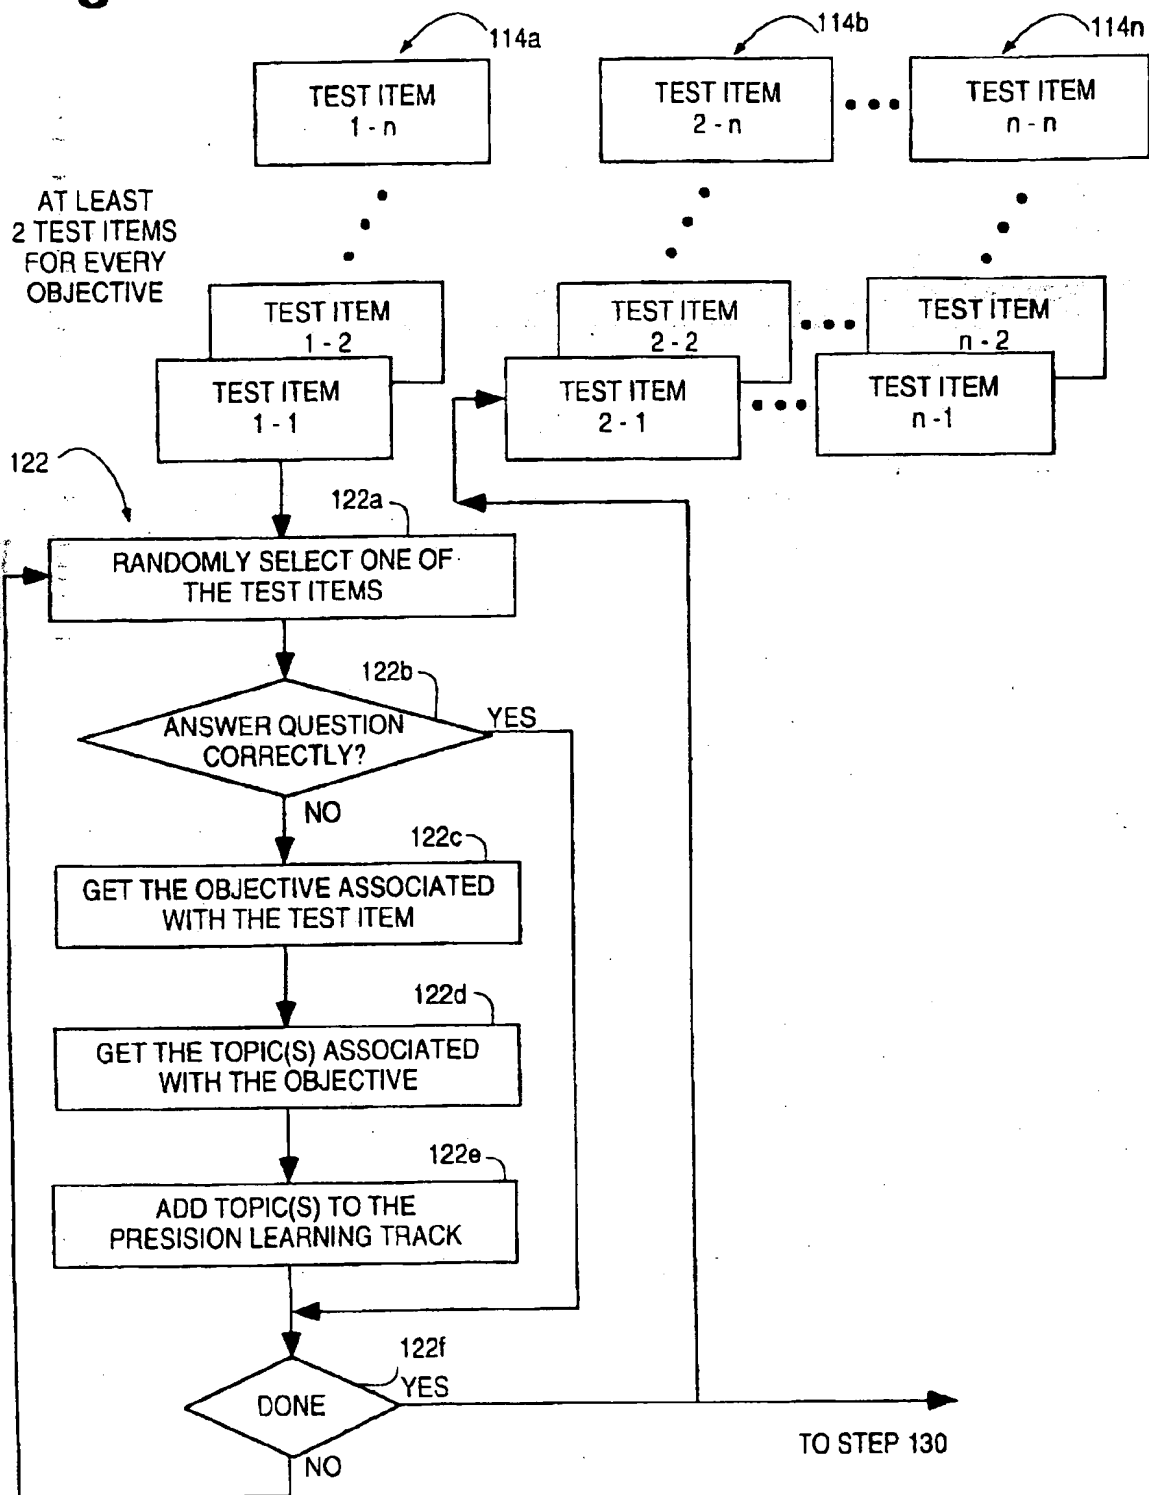 114a
114b
114n
TEST ITEM
1 - n
TEST ITEM
2 - n
TEST ITEM
n - n
AT LEAST
2 TEST ITEMS
FOR EVERY
OBJECTIVE
TEST ITEM
1 - 2
TEST ITEM
2 - 2
TEST ITEM
n - 2
TEST ITEM
1 - 1
TEST ITEM
2 - 1
TEST ITEM
n - 1
122
122a
RANDOMLY SELECT ONE OF
THE TEST ITEMS
122b
ANSWER QUESTION
CORRECTLY?
YES
NO
122c
GET THE OBJECTIVE ASSOCIATED
WITH THE TEST ITEM
122d
GET THE TOPIC(S) ASSOCIATED
WITH THE OBJECTIVE
122e
ADD TOPIC(S) TO THE
PRESISION LEARNING TRACK
122f
DONE
YES
NO
TO STEP 130